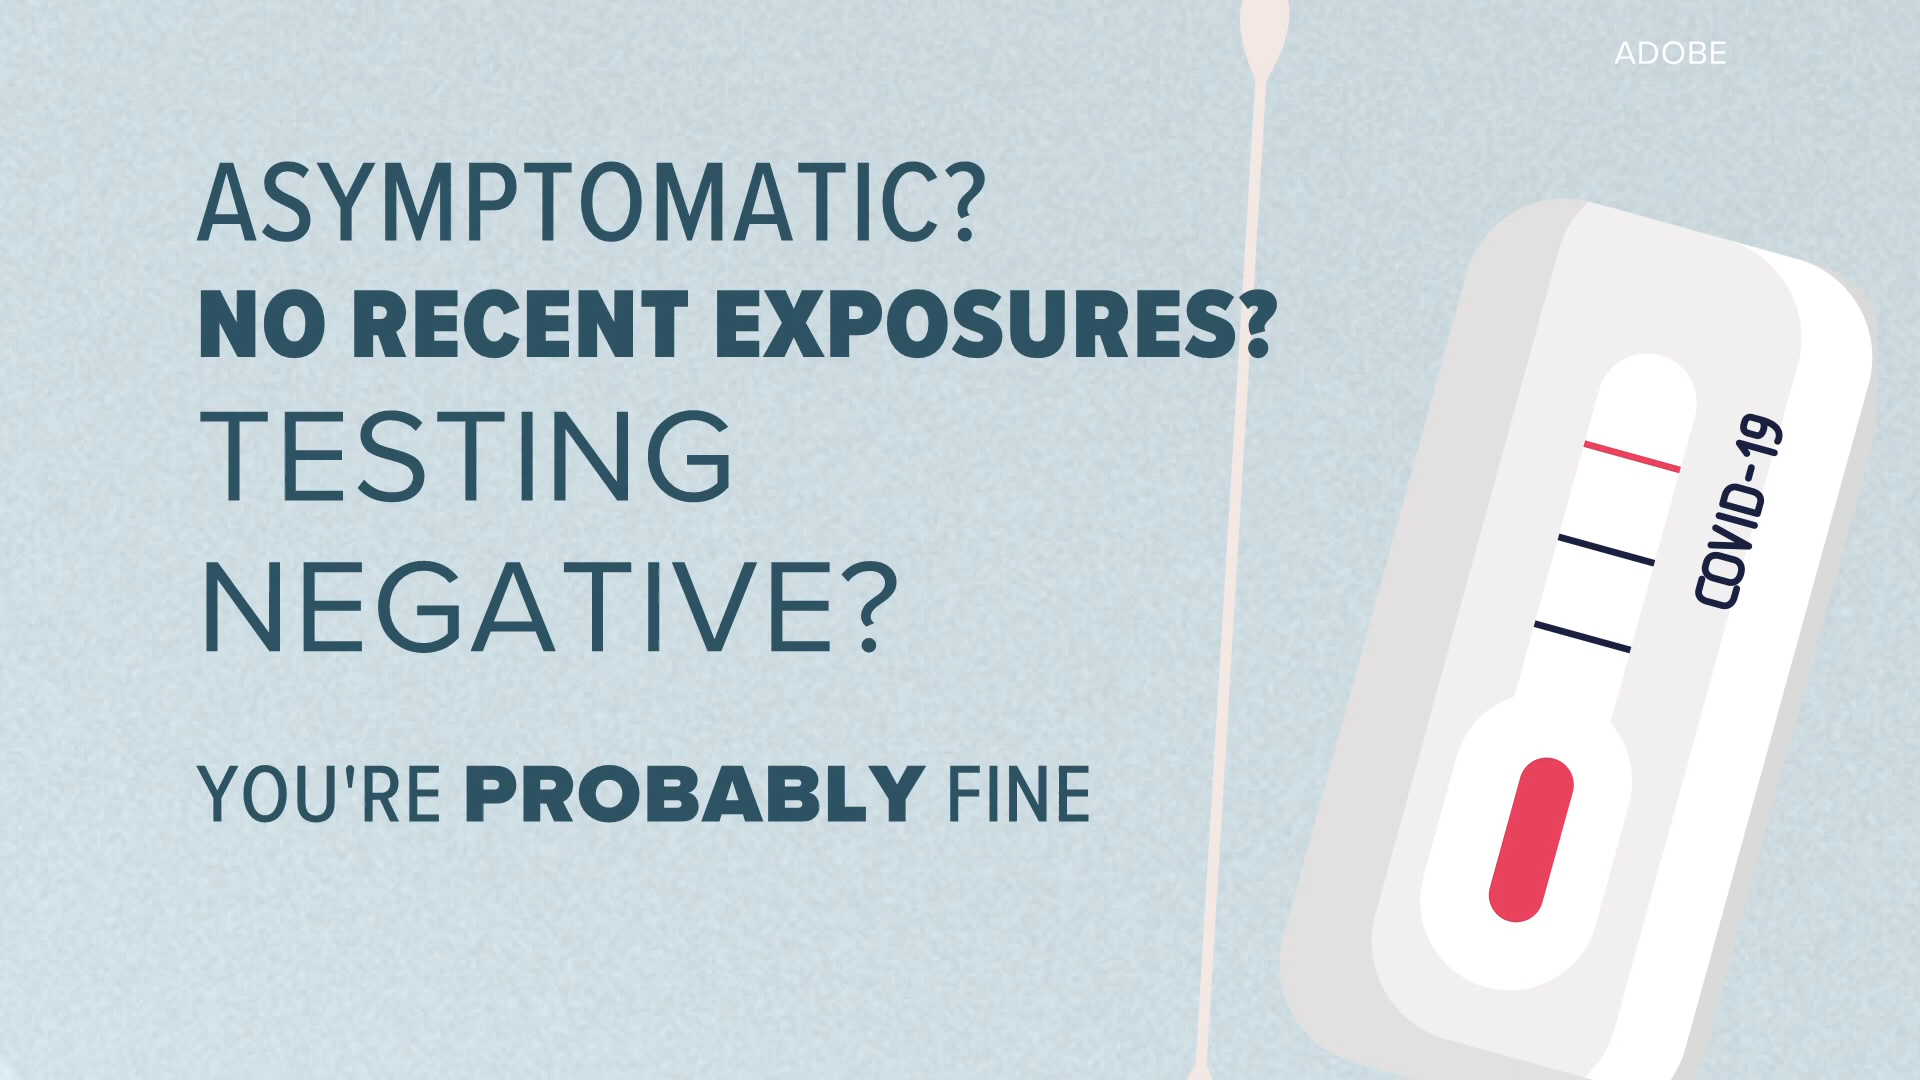 ADOBE
ASYMPTOMATIC?
NO RECENT EXPOSURES?
TESTING
NEGATIVE?
YOU'RE PROBABLY FINE
COVID-19